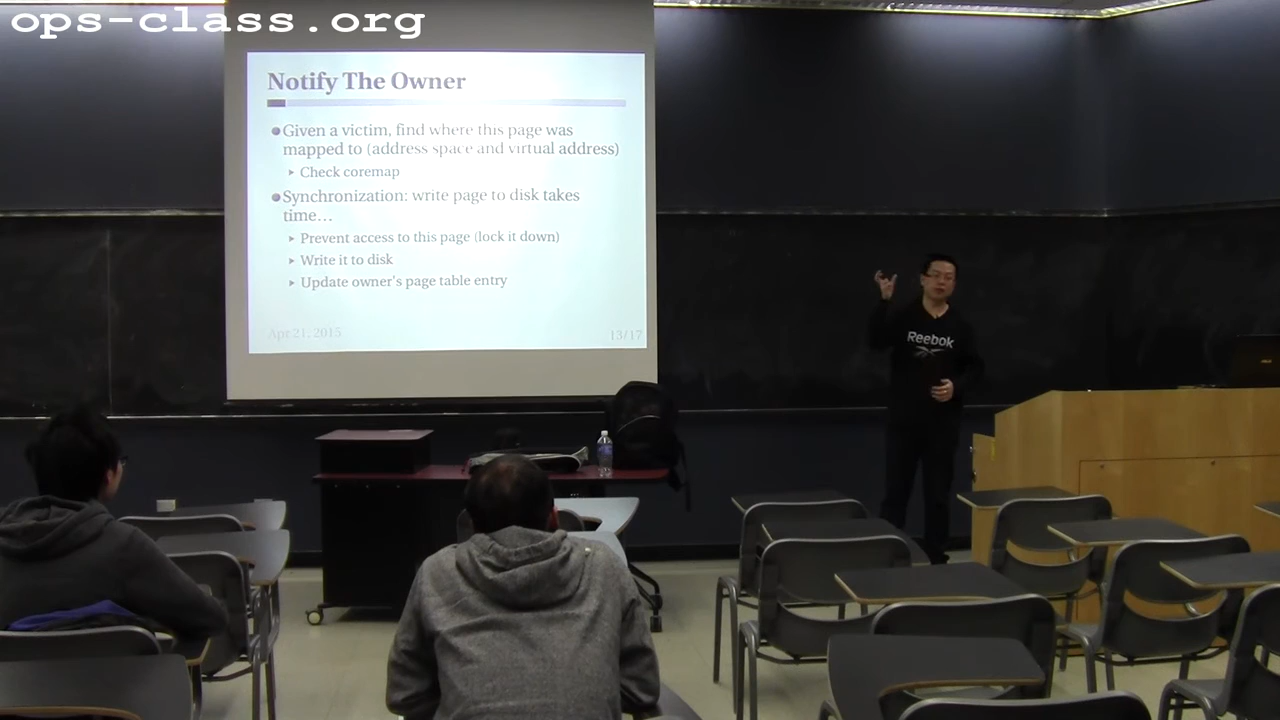 ops-class.org
Notify The Owner
Given a victim, find where this page was
mapped to (address space and virtual address)
Check coremap
Synchronization: write page to disk takes
time…
Prevent access to this page (lock it down)
Write it to disk
Update owner's page table entry
Apr 21, 2015
13/17
Reebok